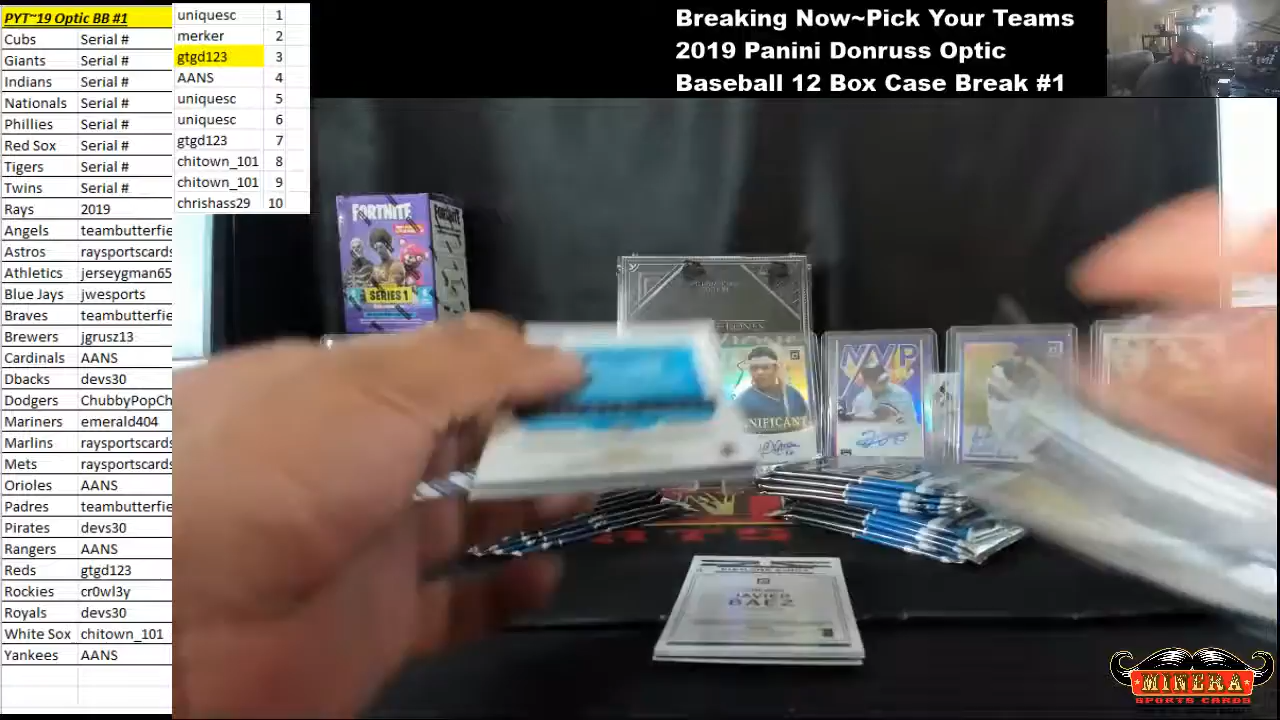 PYT~19 Optic BB #1
Cubs Serial #
Giants Serial #
Indians Serial #
Nationals Serial #
Phillies Serial #
Red Sox Serial #
Tigers Serial #
Twins Serial #
Rays 2019
Angels teambutterfie
Astros raysportscards
Athletics jerseygman65
Blue Jays jwesports
Braves teambutterfie
Brewers jgrusz13
Cardinals AANS
Dbacks devs30
Dodgers ChubbyPopCh
Mariners emerald404
Marlins raysportscards
Mets raysportscards
Orioles AANS
Padres teambutterfie
Pirates devs30
Rangers AANS
Reds gtgd123
Rockies cr0wl3y
Royals devs30
White Sox chitown_101
Yankees AANS
uniquesc 1
merker 2
gtgd123 3
AANS 4
uniquesc 5
uniquesc 6
gtgd123 7
chitown_101 8
chitown_101 9
chrishass29 10
Breaking Now~Pick Your Teams
2019 Panini Donruss Optic
Baseball 12 Box Case Break #1
FORTNITE
SERIES 1
MVP
JAVIER
BAEZ
MINERA
SPORTS CARDS